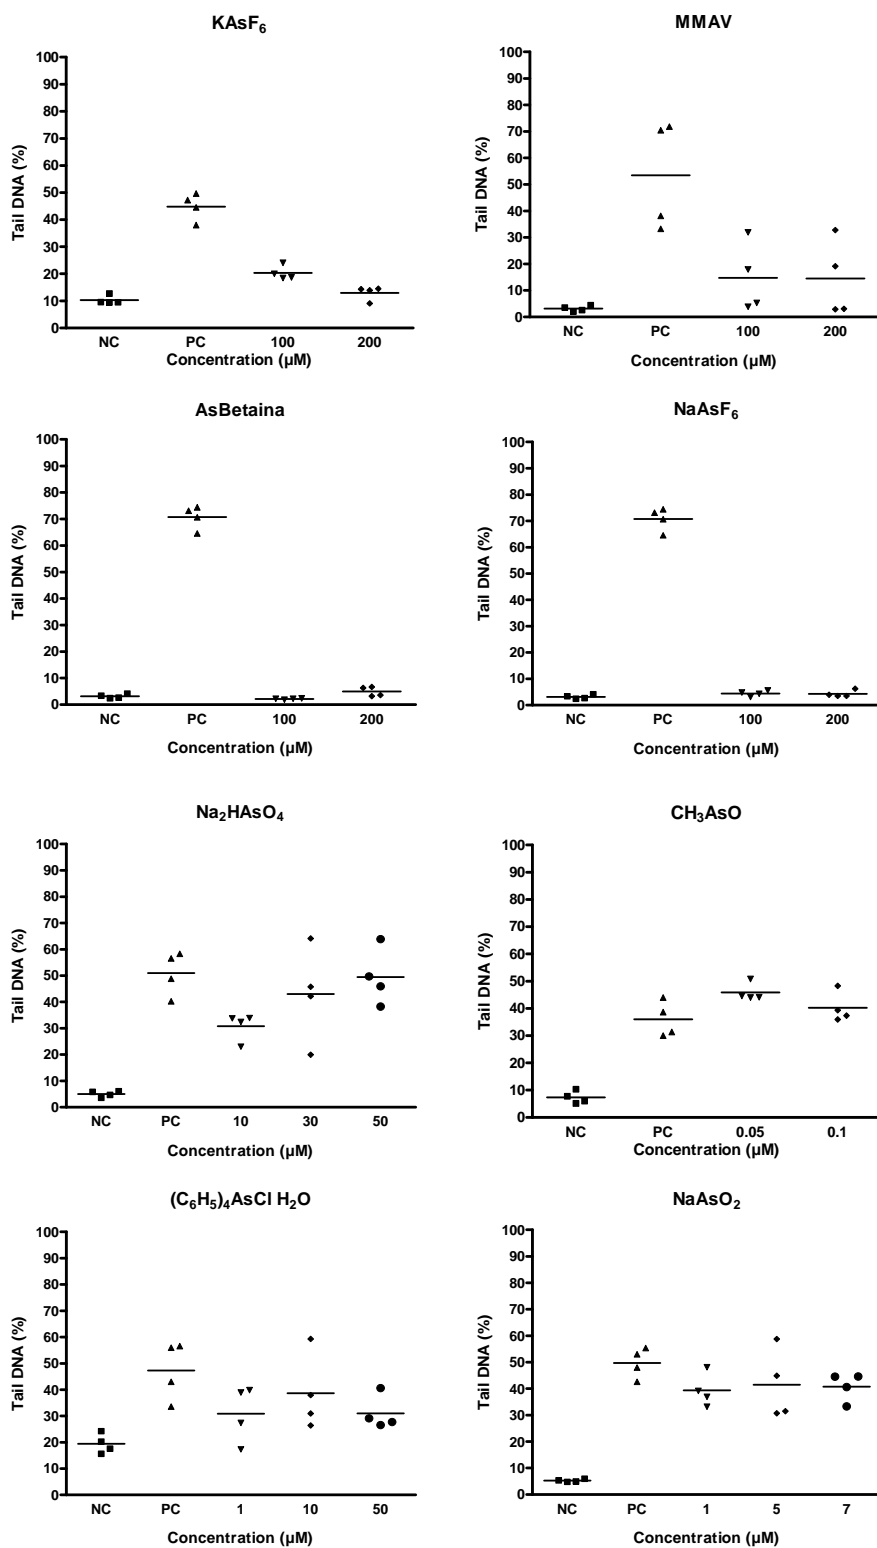 KAsF₆
100
90
80
70
60
50
40
30
20
10
0
Tail DNA (%)
NC PC 100 200
Concentration (µM)
MMAV
100
90
80
70
60
50
40
30
20
10
0
Tail DNA (%)
NC PC 100 200
Concentration (µM)
AsBetaina
100
90
80
70
60
50
40
30
20
10
0
Tail DNA (%)
NC PC 100 200
Concentration (µM)
NaAsF₆
100
90
80
70
60
50
40
30
20
10
0
Tail DNA (%)
NC PC 100 200
Concentration (µM)
Na₂HAsO₄
100
90
80
70
60
50
40
30
20
10
0
Tail DNA (%)
NC PC 10 30 50
Concentration (µM)
CH₃AsO
100
90
80
70
60
50
40
30
20
10
0
Tail DNA (%)
NC PC 0.05 0.1
Concentration (µM)
(C₆H₅)₄AsCl H₂O
100
90
80
70
60
50
40
30
20
10
0
Tail DNA (%)
NC PC 1 10 50
Concentration (µM)
NaAsO₂
100
90
80
70
60
50
40
30
20
10
0
Tail DNA (%)
NC PC 1 5 7
Concentration (µM)